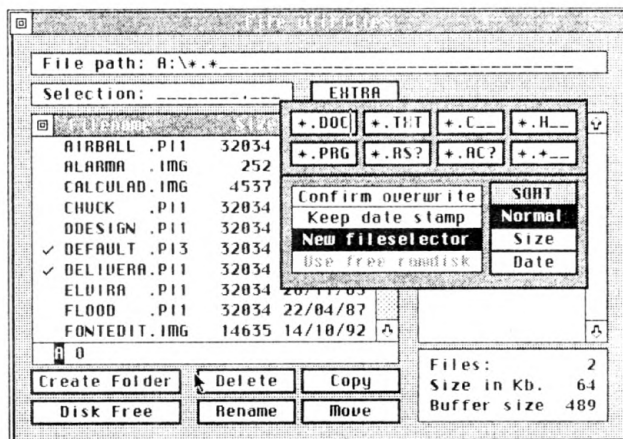 File utilities
File path: A:\*.*___________________________________
Selection: ________.___
EXTRA
Filename Size
AIRBALL .PI1 32034
ALARMA .IMG 252
CALCULAD.IMG 4537
CHUCK .PI1 32034
DDESIGN .PI1 32034
✓ DEFAULT .PI3 32034
✓ DELIVERA.PI1 32034
ELVIRA .PI1 32034
FLOOD .PI1 32034 22/04/87
FONTEDIT.IMG 14635 14/10/92
A O
*.DOC *.TXT *.C__ *.H__
*.PRG *.RS? *.AC? *.*__
Confirm overwrite
Keep date stamp
New fileselector
Use free ramdisk
SORT
Normal
Size
Date
Create Folder Delete Copy
Disk Free Rename Move
Files: 2
Size in Kb. 64
Buffer size 489